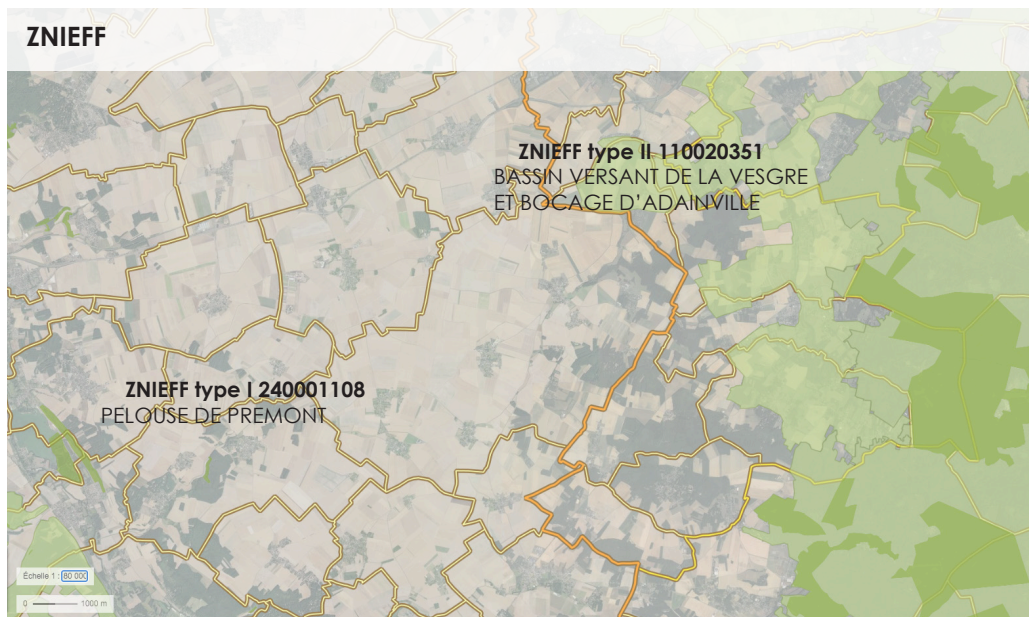 ZNIEFF
ZNIEFF type II 110020351
BASSIN VERSANT DE LA VESGRE
ET BOCAGE D'ADAINVILLE
ZNIEFF type I 240001108
PELOUSE DE PREMONT
Échelle 1 : 80 000
0 1000 m